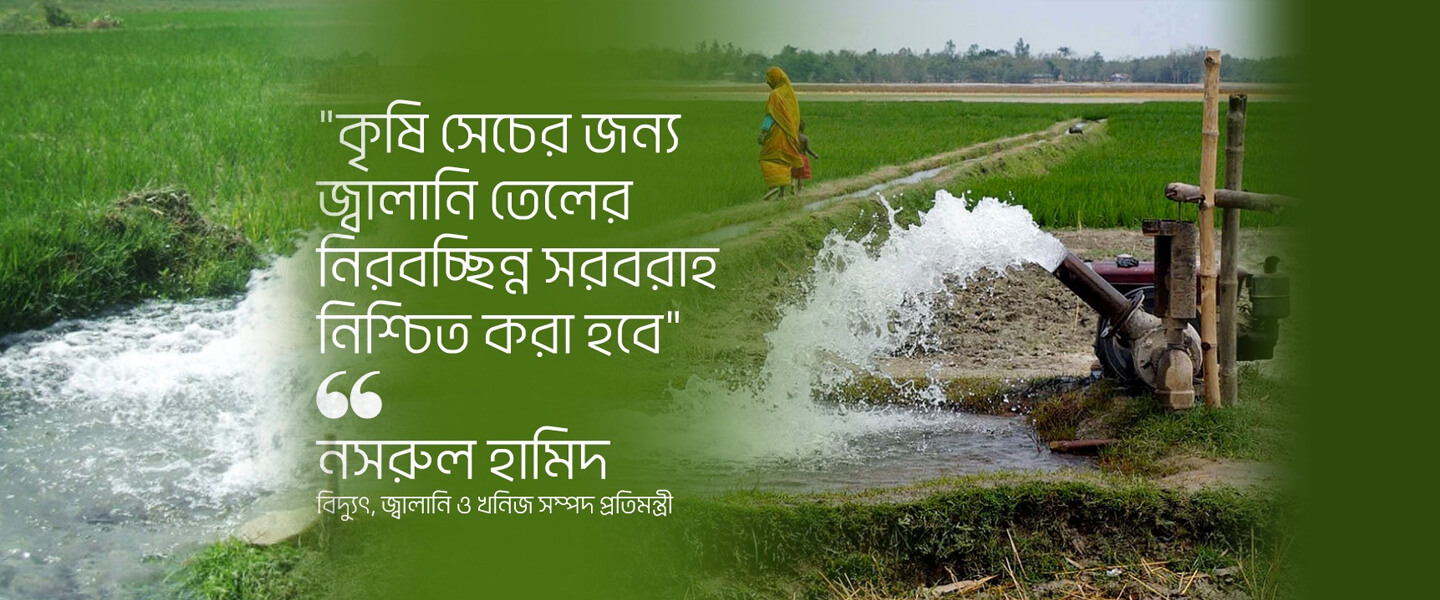 "কৃষি সেচের জন্য
জ্বালানি তেলের
নিরবচ্ছিন্ন সরবরাহ
নিশ্চিত করা হবে"
“
নসরুল হামিদ
বিদ্যুৎ, জ্বালানি ও খনিজ সম্পদ প্রতিমন্ত্রী